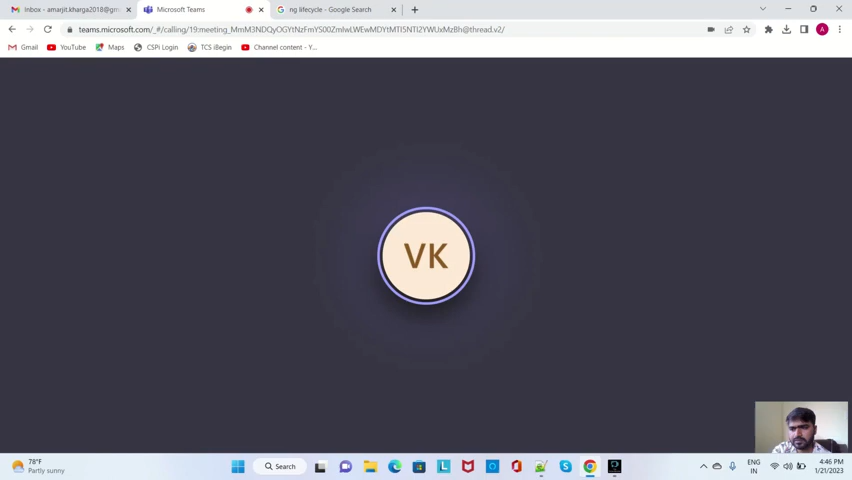 Inbox - amarjit.kharga2018@gm
Microsoft Teams
ng lifecycle - Google Search
teams.microsoft.com/_#/calling/19:meeting_MmM3NDQyOGYtNzFmYS00ZmIwLWEwMDYtMTI5NTI2YWUxMzBh@thread.v2/
A
Gmail
YouTube
Maps
CSPi Login
TCS iBegin
Channel content - Y...
VK
78°F
Partly sunny
Search
L
ENG
IN
4:46 PM
1/21/2023